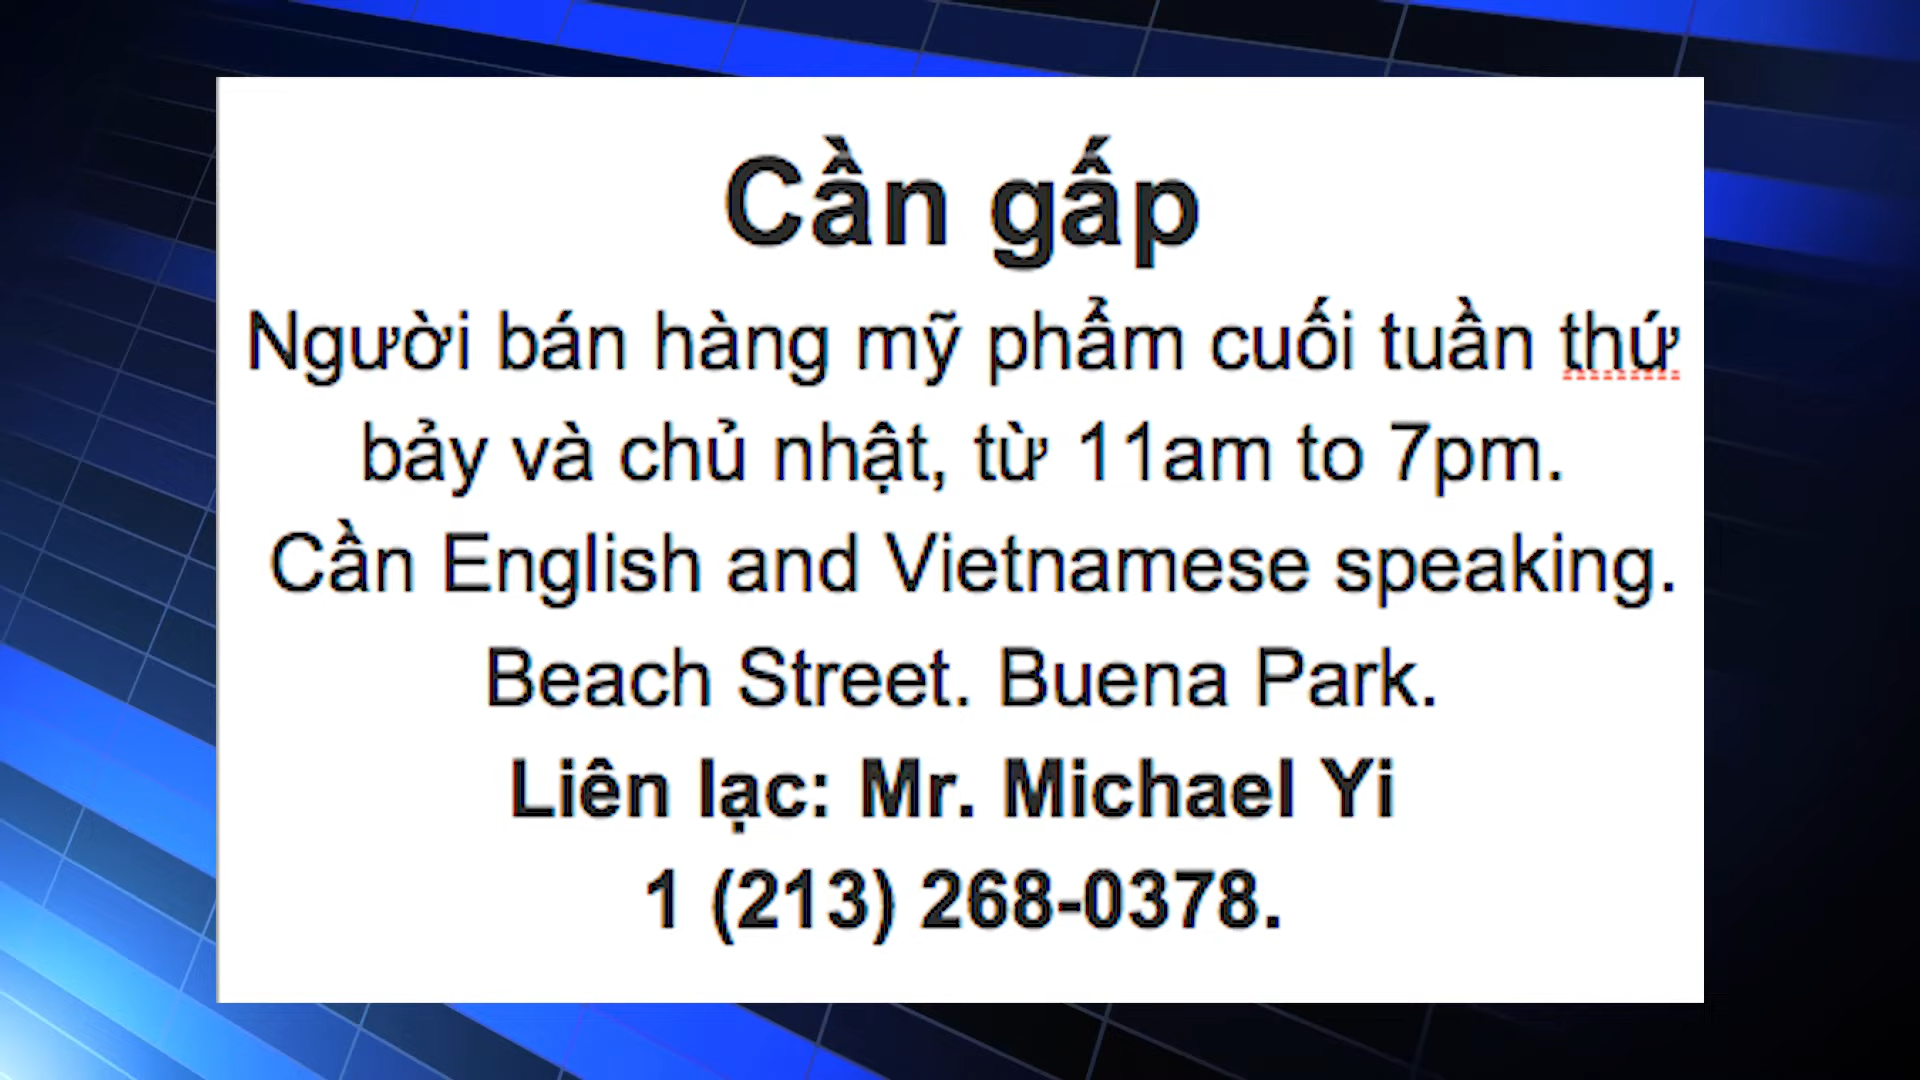 Cần gấp
Người bán hàng mỹ phẩm cuối tuần thứ
bảy và chủ nhật, từ 11am to 7pm.
Cần English and Vietnamese speaking.
Beach Street. Buena Park.
Liên lạc: Mr. Michael Yi
1 (213) 268-0378.